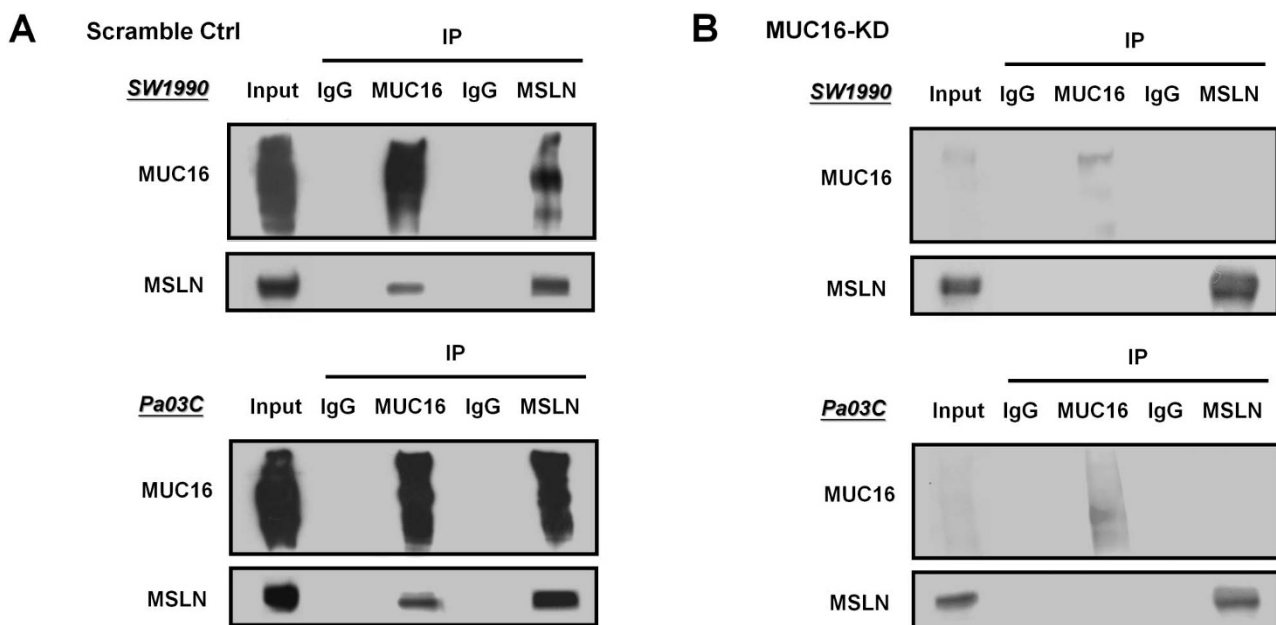 A Scramble Ctrl
IP
SW1990 Input IgG MUC16 IgG MSLN
MUC16
MSLN
IP
Pa03C Input IgG MUC16 IgG MSLN
MUC16
MSLN
B MUC16-KD
IP
SW1990 Input IgG MUC16 IgG MSLN
MUC16
MSLN
IP
Pa03C Input IgG MUC16 IgG MSLN
MUC16
MSLN